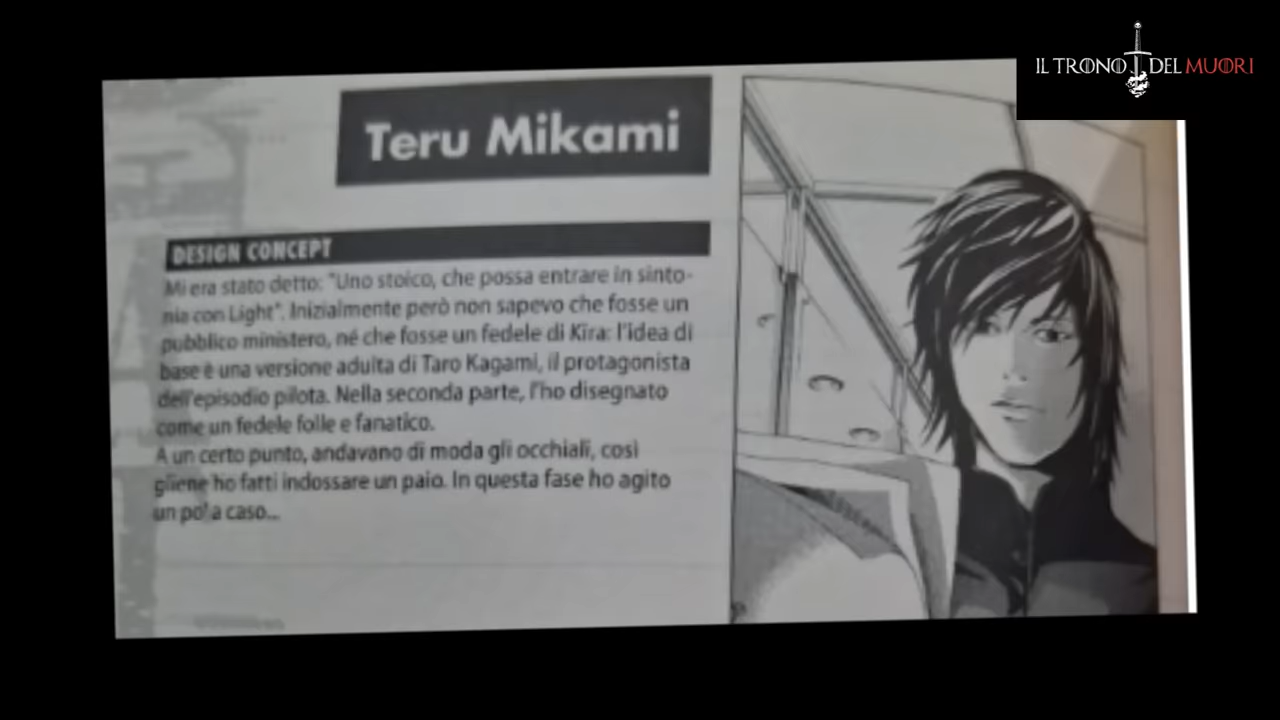 IL TRONO DEL MUORI
Teru Mikami
DESIGN CONCEPT
Mi era stato detto: "Uno stoico, che possa entrare in sinto-
nia con Light". Inizialmente però non sapevo che fosse un
pubblico ministero, né che fosse un fedele di Kira: l'idea di
base è una versione adulta di Taro Kagami, il protagonista
dell'episodio pilota. Nella seconda parte, l'ho disegnato
come un fedele folle e fanatico.
A un certo punto, andavano di moda gli occhiali, così
gliene ho fatti indossare un paio. In questa fase ho agito
un po' a caso...